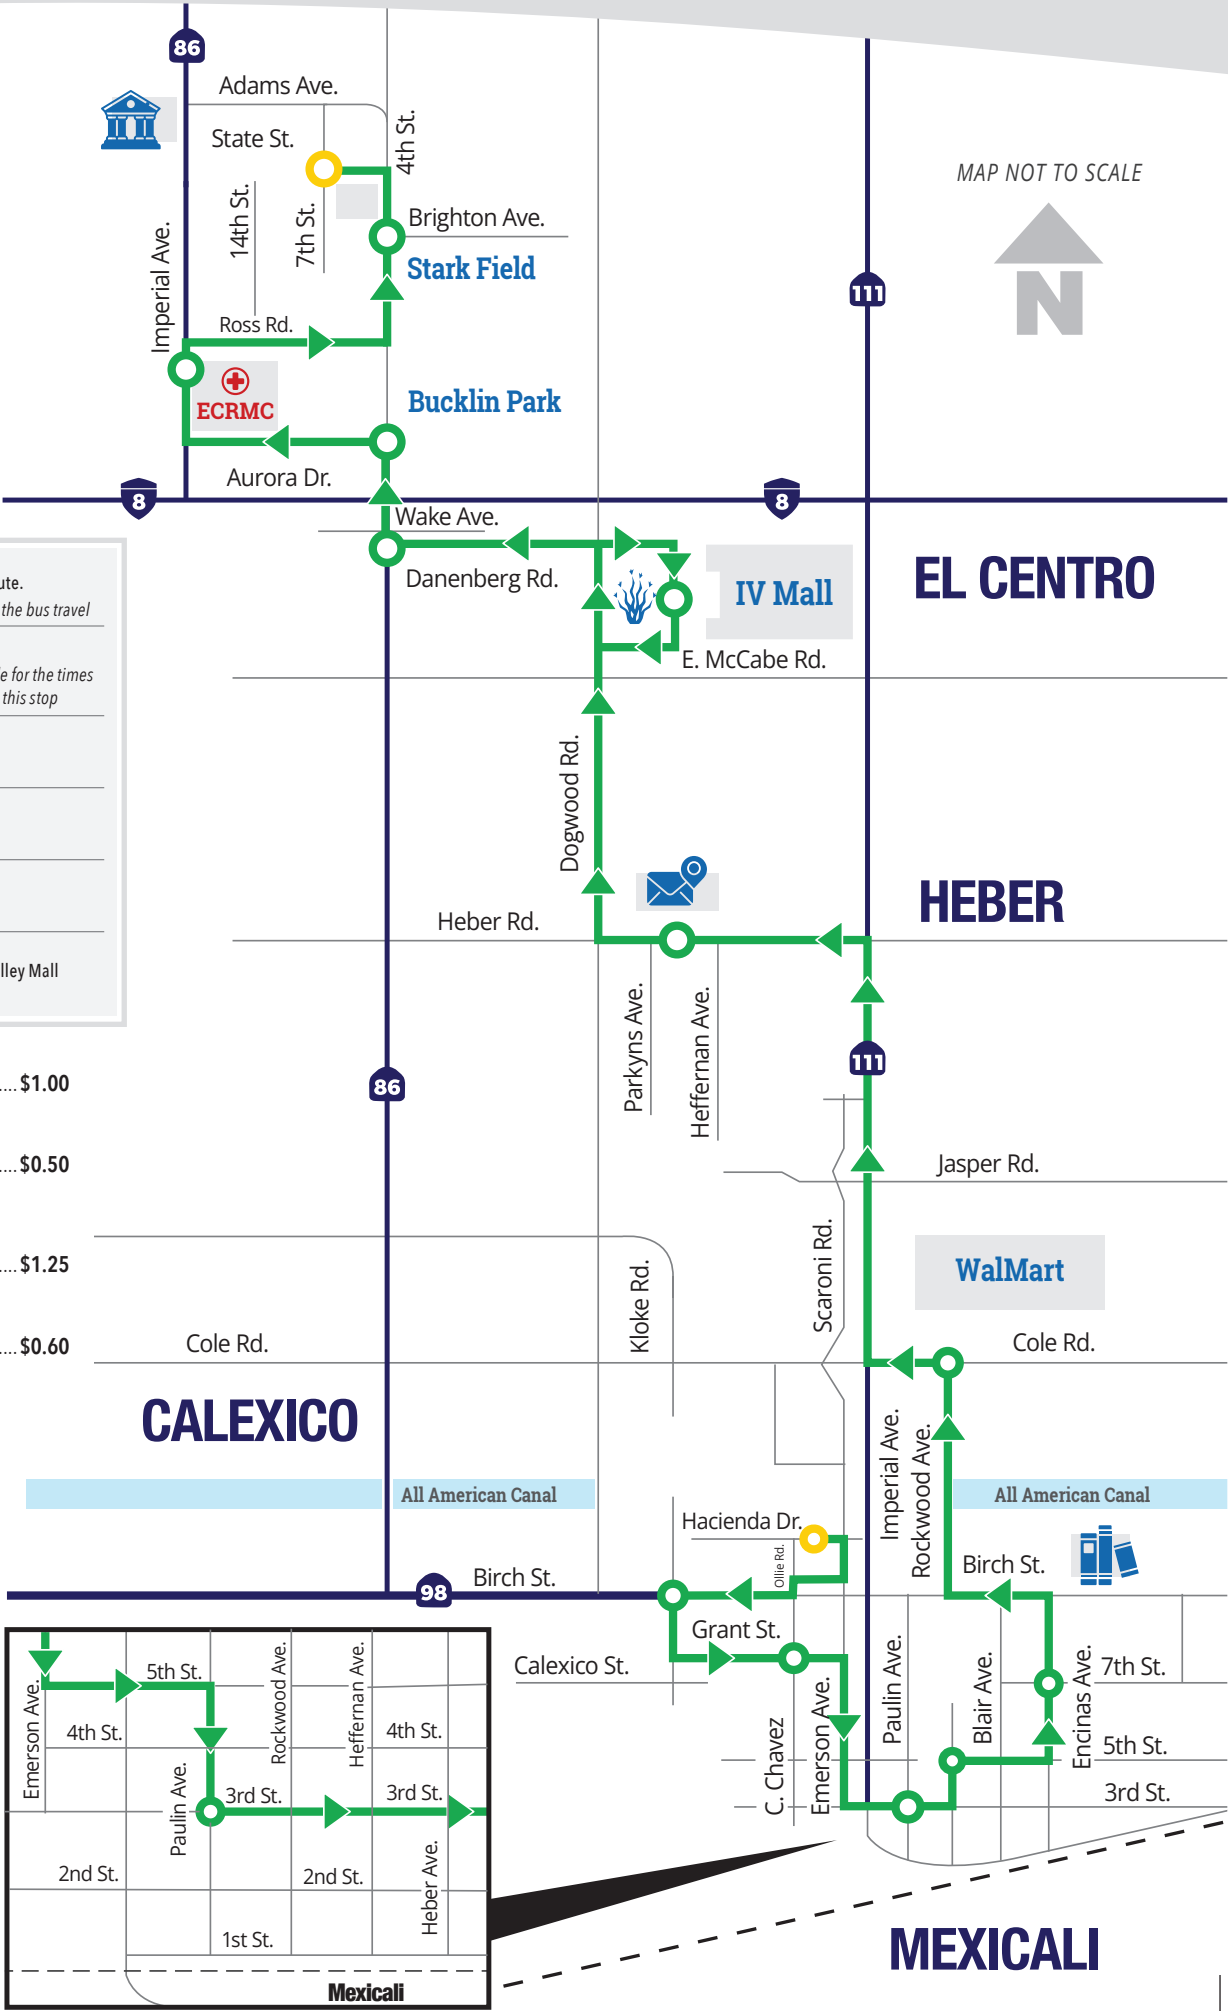 86
Adams Ave.
State St.
4th St.
MAP NOT TO SCALE
14th St.
7th St.
Brighton Ave.
Imperial Ave.
Stark Field
N
111
Ross Rd.
ECRMC
Bucklin Park
Aurora Dr.
8
8
Wake Ave.
Danenberg Rd.
IV Mall
EL CENTRO
ute.
the bus travel
E. McCabe Rd.
e for the times
this stop
Dogwood Rd.
HEBER
Heber Rd.
lley Mall
Parkyns Ave.
Heffernan Ave.
111
86
.... $1.00
.... $0.50
Jasper Rd.
Scaroni Rd.
Kloke Rd.
WalMart
.... $1.25
.... $0.60
Cole Rd.
Cole Rd.
CALEXICO
Imperial Ave.
Rockwood Ave.
All American Canal
All American Canal
Hacienda Dr.
Ollie Rd.
Birch St.
Birch St.
98
Grant St.
Calexico St.
C. Chavez
Emerson Ave.
Paulin Ave.
Blair Ave.
Encinas Ave.
7th St.
5th St.
3rd St.
Emerson Ave.
5th St.
Rockwood Ave.
Heffernan Ave.
4th St.
4th St.
Paulin Ave.
3rd St.
3rd St.
2nd St.
2nd St.
Heber Ave.
1st St.
Mexicali
MEXICALI